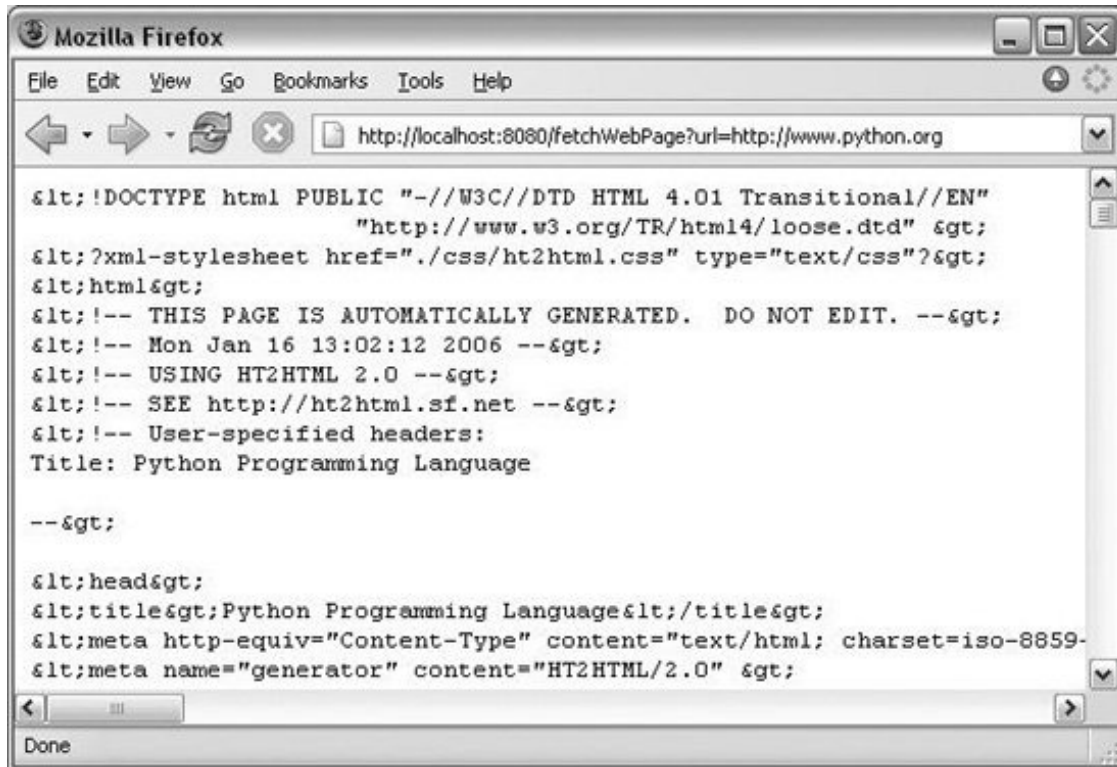 Mozilla Firefox
File Edit View Go Bookmarks Tools Help
http://localhost:8080/fetchWebPage?url=http://www.python.org
&lt;!DOCTYPE html PUBLIC "-//W3C//DTD HTML 4.01 Transitional//EN"
"http://www.w3.org/TR/html4/loose.dtd" &gt;
&lt;?xml-stylesheet href="./css/ht2html.css" type="text/css"?&gt;
&lt;html&gt;
&lt;!-- THIS PAGE IS AUTOMATICALLY GENERATED.  DO NOT EDIT. --&gt;
&lt;!-- Mon Jan 16 13:02:12 2006 --&gt;
&lt;!-- USING HT2HTML 2.0 --&gt;
&lt;!-- SEE http://ht2html.sf.net --&gt;
&lt;!-- User-specified headers:
Title: Python Programming Language
--&gt;
&lt;head&gt;
&lt;title&gt;Python Programming Language&lt;/title&gt;
&lt;meta http-equiv="Content-Type" content="text/html; charset=iso-8859-
&lt;meta name="generator" content="HT2HTML/2.0" &gt;
Done